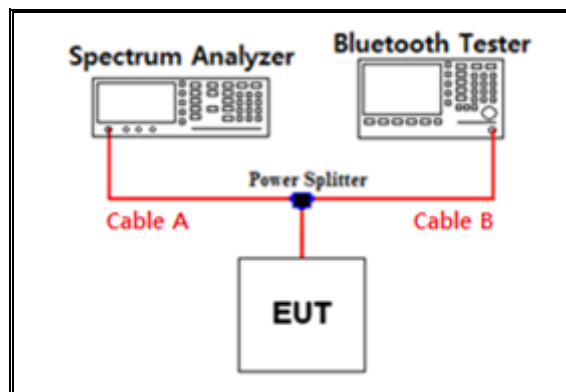 Spectrum Analyzer
Bluetooth Tester
Power Splitter
Cable A
Cable B
EUT